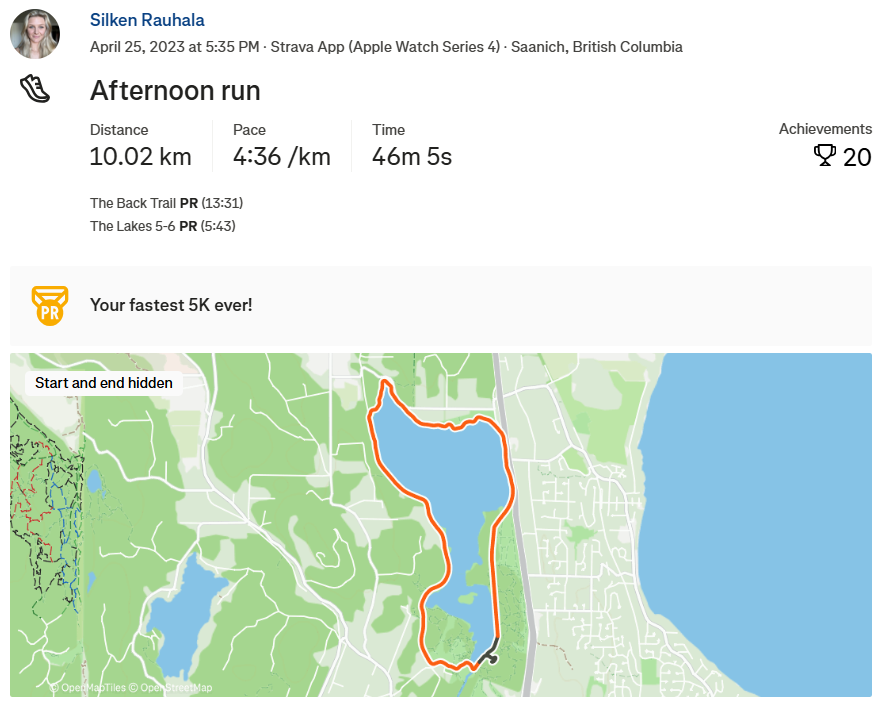 Silken Rauhala
April 25, 2023 at 5:35 PM · Strava App (Apple Watch Series 4) · Saanich, British Columbia
Afternoon run
Distance Pace Time Achievements
10.02 km 4:36 /km 46m 5s 20
The Back Trail PR (13:31)
The Lakes 5-6 PR (5:43)
PR Your fastest 5K ever!
Start and end hidden
© OpenMapTiles © OpenStreetMap